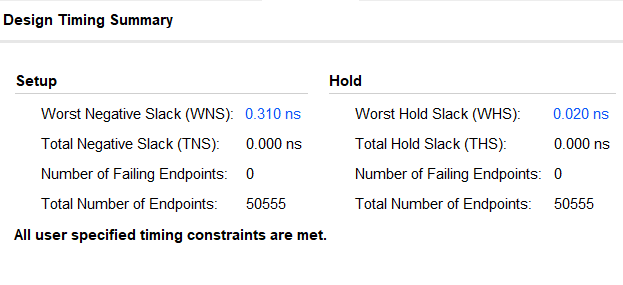 Design Timing Summary
Setup
Hold
Worst Negative Slack (WNS): 0.310 ns
Worst Hold Slack (WHS): 0.020 ns
Total Negative Slack (TNS): 0.000 ns
Total Hold Slack (THS): 0.000 ns
Number of Failing Endpoints: 0
Number of Failing Endpoints: 0
Total Number of Endpoints: 50555
Total Number of Endpoints: 50555
All user specified timing constraints are met.